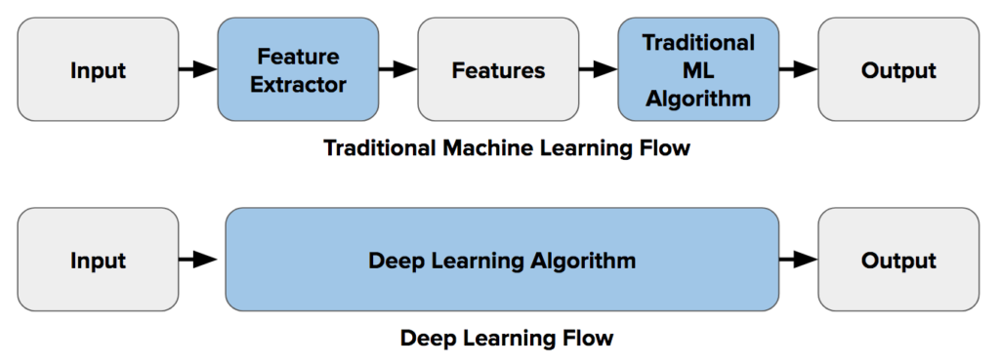 Input
Feature
Extractor
Features
Traditional
ML
Algorithm
Output
Traditional Machine Learning Flow
Input
Deep Learning Algorithm
Output
Deep Learning Flow